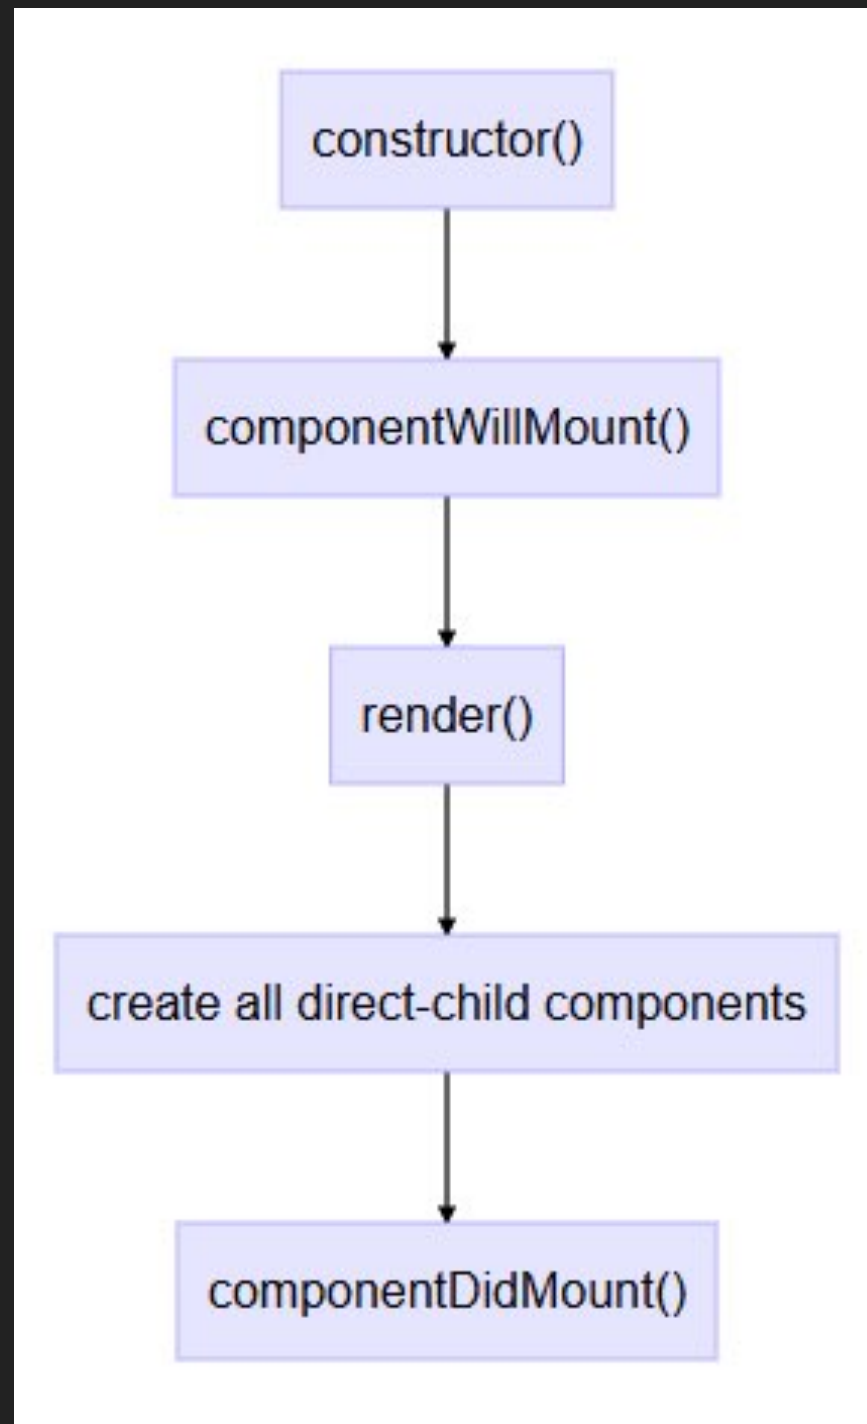 constructor()
componentWillMount()
render()
create all direct-child components
componentDidMount()